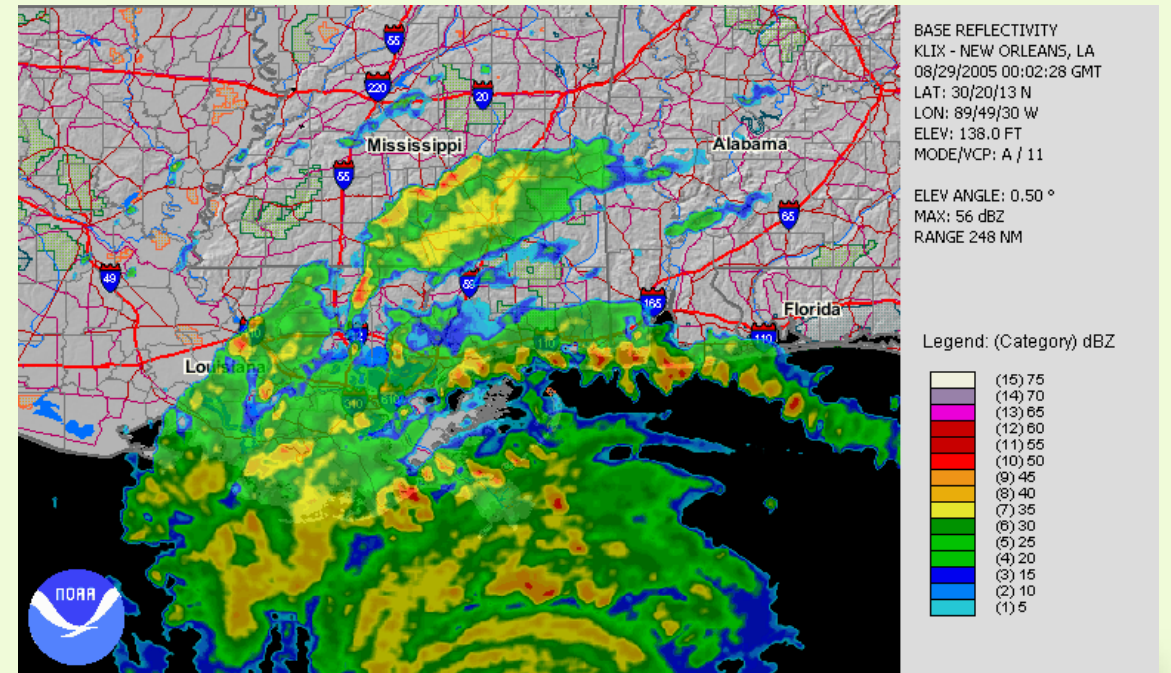 BASE REFLECTIVITY
KLIX - NEW ORLEANS, LA
08/29/2005 00:02:28 GMT
LAT: 30/20/13 N
LON: 89/49/30 W
ELEV: 138.0 FT
MODE/VCP: A / 11
ELEV ANGLE: 0.50 °
MAX: 56 dBZ
RANGE 248 NM
Legend: (Category) dBZ
(15) 75
(14) 70
(13) 65
(12) 60
(11) 55
(10) 50
(9) 45
(8) 40
(7) 35
(6) 30
(5) 25
(4) 20
(3) 15
(2) 10
(1) 5
55
220
20
Mississippi
Alabama
55
65
49
59
165
Florida
110
110
Louisiana
310
610
NOAA